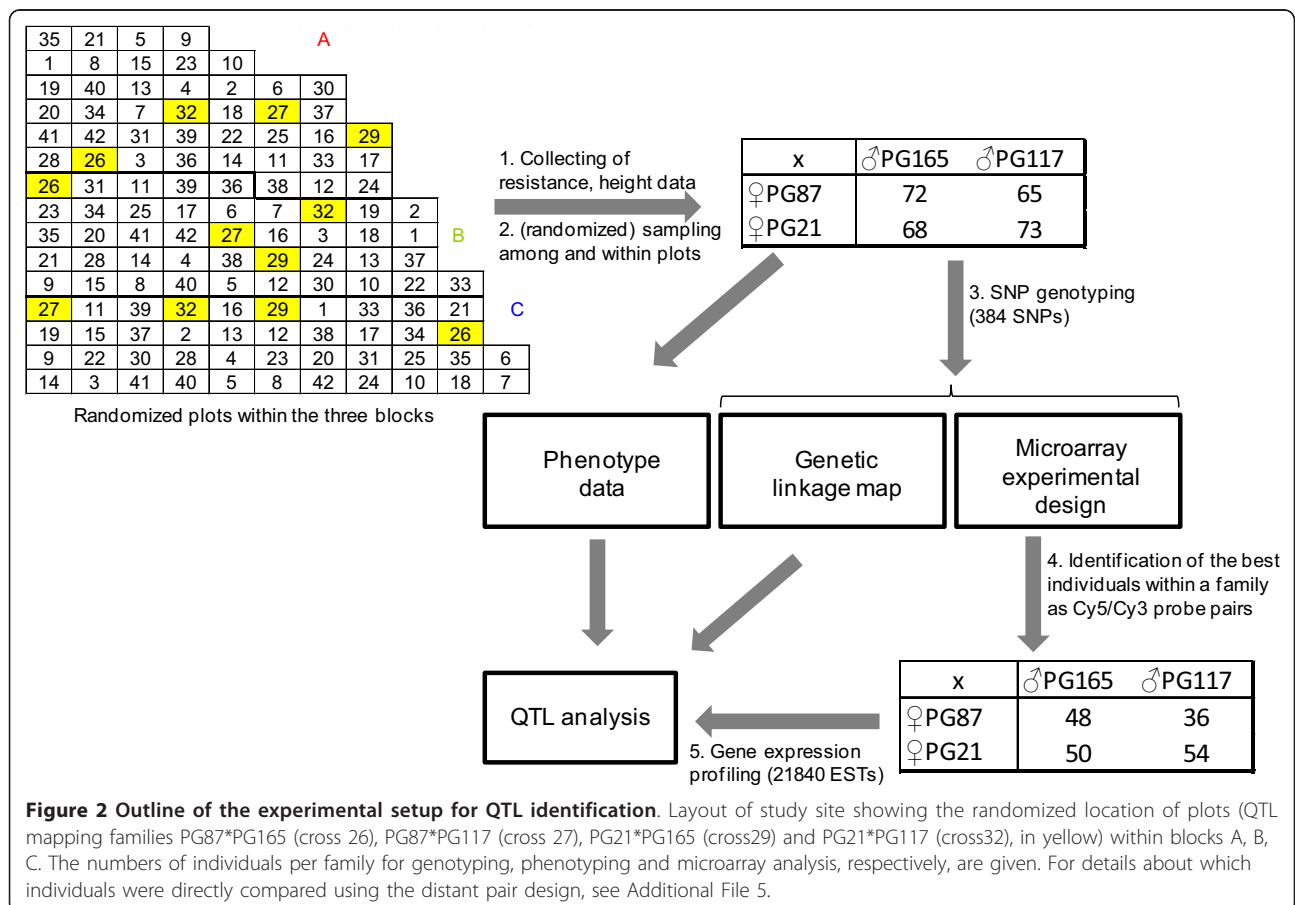 35 21 5 9 A
1 8 15 23 10
19 40 13 4 2 6 30
20 34 7 32 18 27 37
41 42 31 39 22 25 16 29
28 26 3 36 14 11 33 17
26 31 11 39 36 38 12 24
23 34 25 17 6 7 32 19 2
35 20 41 42 27 16 3 18 1 B
21 28 14 4 38 29 24 13 37
9 15 8 40 5 12 30 10 22 33
27 11 39 32 16 29 1 33 36 21 C
19 15 37 2 13 12 38 17 34 26
9 22 30 28 4 23 20 31 25 35 6
14 3 41 40 5 8 42 24 10 18 7
Randomized plots within the three blocks
1. Collecting of
resistance, height data
2. (randomized) sampling
among and within plots
x ♂PG165 ♂PG117
♀PG87 72 65
♀PG21 68 73
3. SNP genotyping
(384 SNPs)
Phenotype
data
Genetic
linkage map
Microarray
experimental
design
4. Identification of the best
individuals within a family
as Cy5/Cy3 probe pairs
QTL analysis
5. Gene expression
profiling (21840 ESTs)
x ♂PG165 ♂PG117
♀PG87 48 36
♀PG21 50 54
Figure 2 Outline of the experimental setup for QTL identification. Layout of study site showing the randomized location of plots (QTL
mapping families PG87*PG165 (cross 26), PG87*PG117 (cross 27), PG21*PG165 (cross29) and PG21*PG117 (cross32), in yellow) within blocks A, B,
C. The numbers of individuals per family for genotyping, phenotyping and microarray analysis, respectively, are given. For details about which
individuals were directly compared using the distant pair design, see Additional File 5.